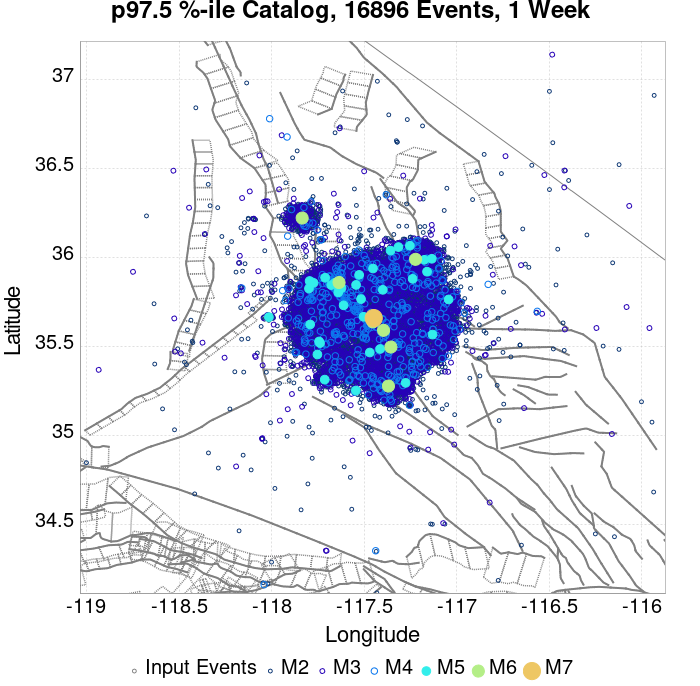 p97.5 %-ile Catalog, 16896 Events, 1 Week
37
36.5
36
35.5
35
34.5
Latitude
-119
-118.5
-118
-117.5
-117
-116.5
-116
Longitude
Input Events
M2
M3
M4
M5
M6
M7